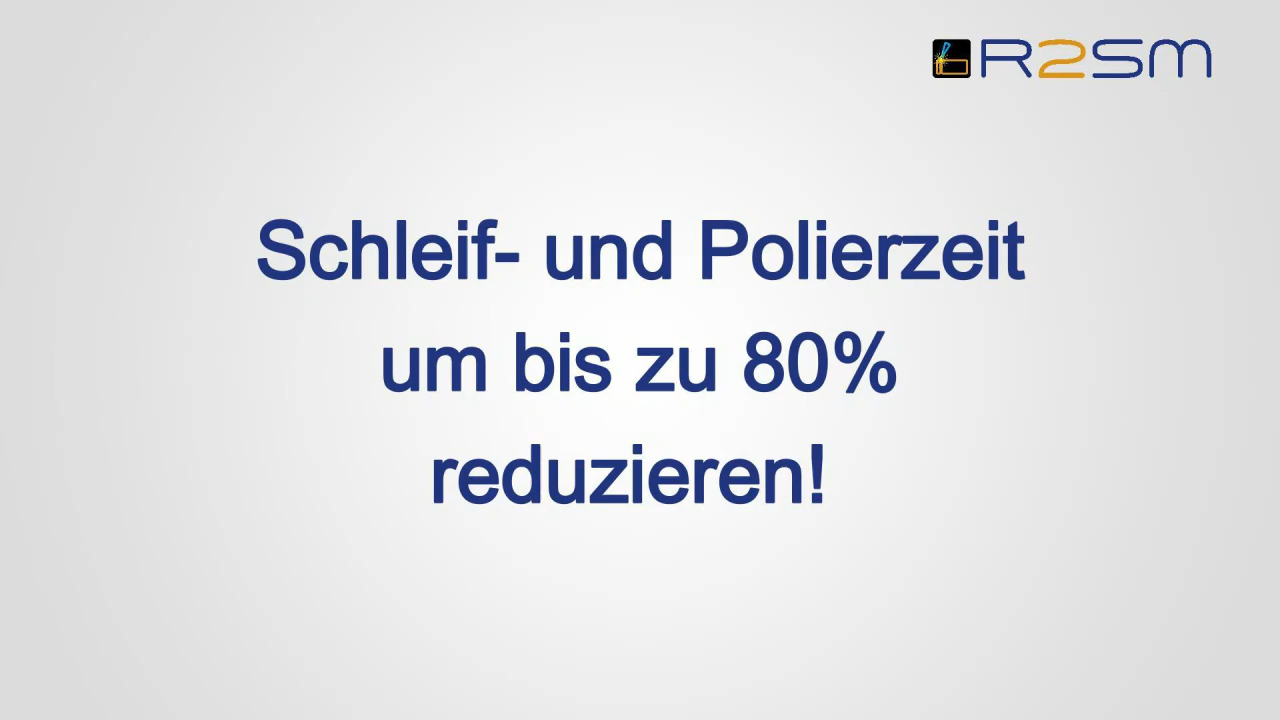 R2Sm
Schleif- und Polierzeit
um bis zu 80%
reduzieren!